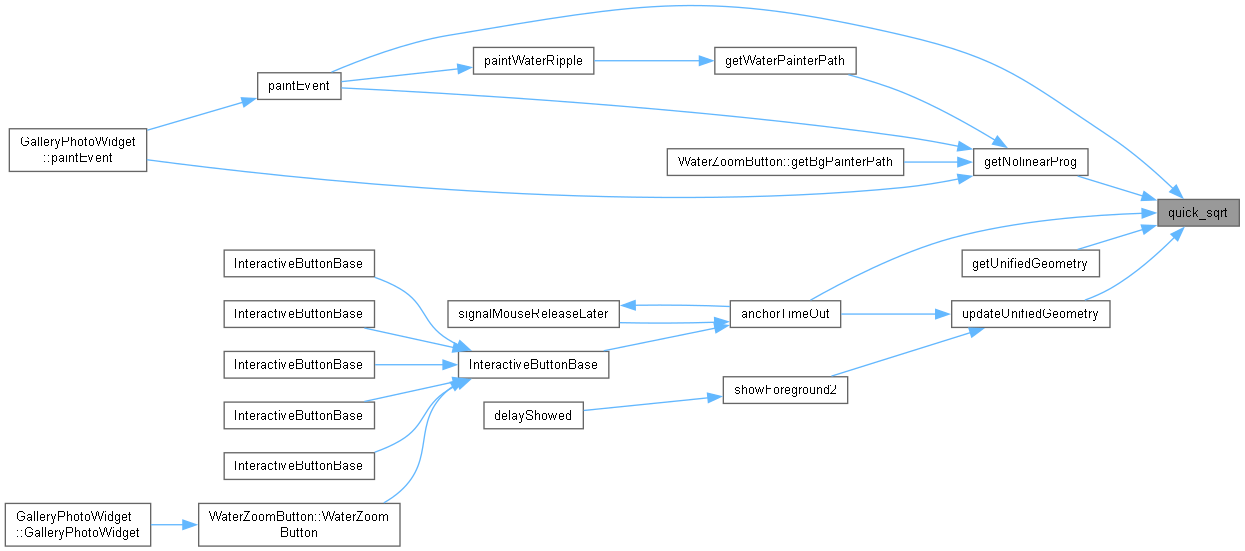 paintEvent
paintWaterRipple
getWaterPainterPath
GalleryPhotoWidget
::paintEvent
WaterZoomButton::getBgPainterPath
getNolinearProg
quick_sqrt
InteractiveButtonBase
getUnifiedGeometry
InteractiveButtonBase
signalMouseReleaseLater
anchorTimeOut
updateUnifiedGeometry
InteractiveButtonBase
InteractiveButtonBase
showForeground2
InteractiveButtonBase
delayShowed
InteractiveButtonBase
GalleryPhotoWidget
::GalleryPhotoWidget
WaterZoomButton::WaterZoom
Button